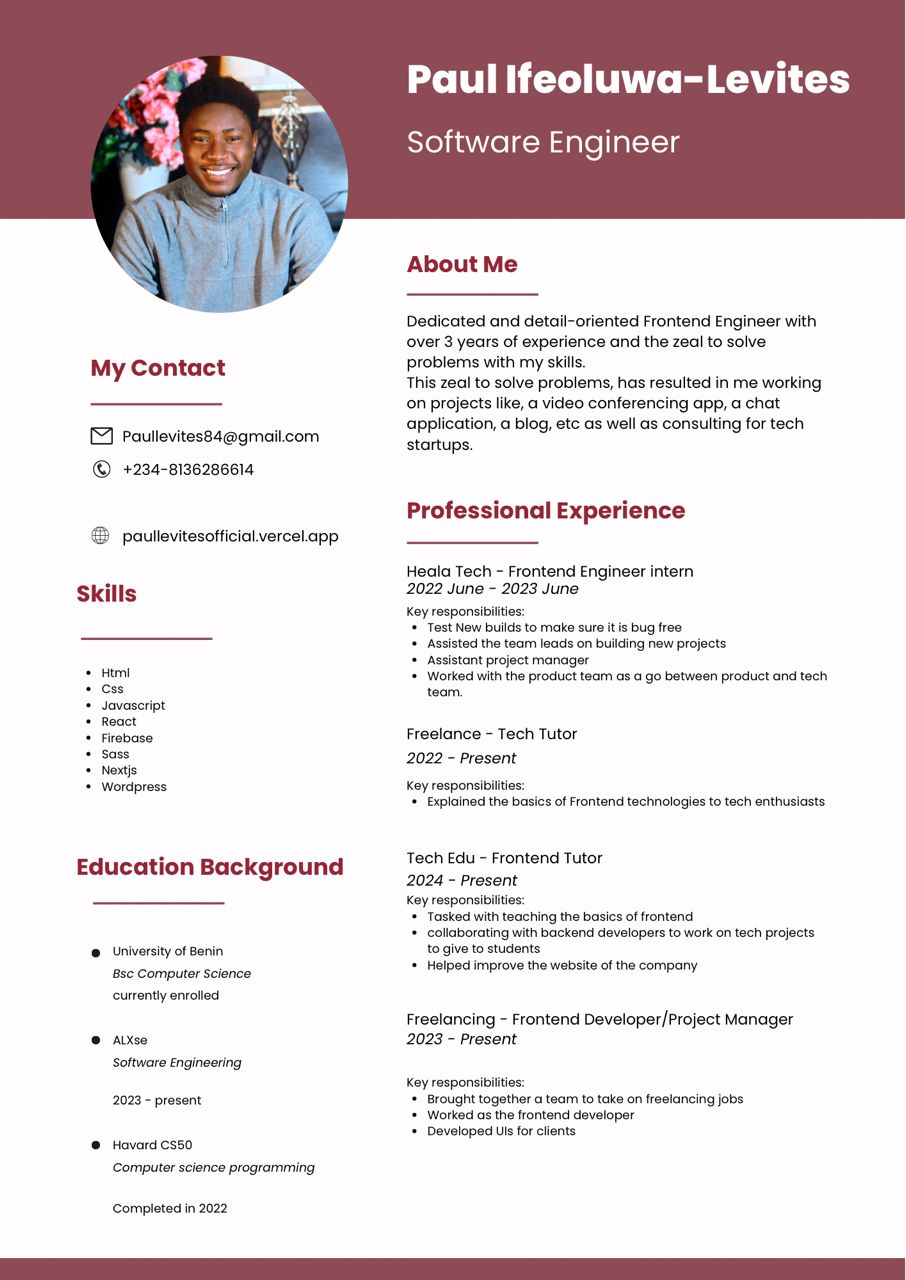 Paul Ifeoluwa-Levites
Software Engineer
My Contact
Paullevites84@gmail.com
+234-8136286614
paullevitesofficial.vercel.app
Skills
Html
Css
Javascript
React
Firebase
Sass
Nextjs
Wordpress
Education Background
University of Benin
Bsc Computer Science
currently enrolled
ALXse
Software Engineering
2023 - present
Havard CS50
Computer science programming
Completed in 2022
About Me
Dedicated and detail-oriented Frontend Engineer with
over 3 years of experience and the zeal to solve
problems with my skills.
This zeal to solve problems, has resulted in me working
on projects like, a video conferencing app, a chat
application, a blog, etc as well as consulting for tech
startups.
Professional Experience
Heala Tech - Frontend Engineer intern
2022 June - 2023 June
Key responsibilities:
Test New builds to make sure it is bug free
Assisted the team leads on building new projects
Assistant project manager
Worked with the product team as a go between product and tech
team.
Freelance - Tech Tutor
2022 - Present
Key responsibilities:
Explained the basics of Frontend technologies to tech enthusiasts
Tech Edu - Frontend Tutor
2024 - Present
Key responsibilities:
Tasked with teaching the basics of frontend
collaborating with backend developers to work on tech projects
to give to students
Helped improve the website of the company
Freelancing - Frontend Developer/Project Manager
2023 - Present
Key responsibilities:
Brought together a team to take on freelancing jobs
Worked as the frontend developer
Developed UIs for clients